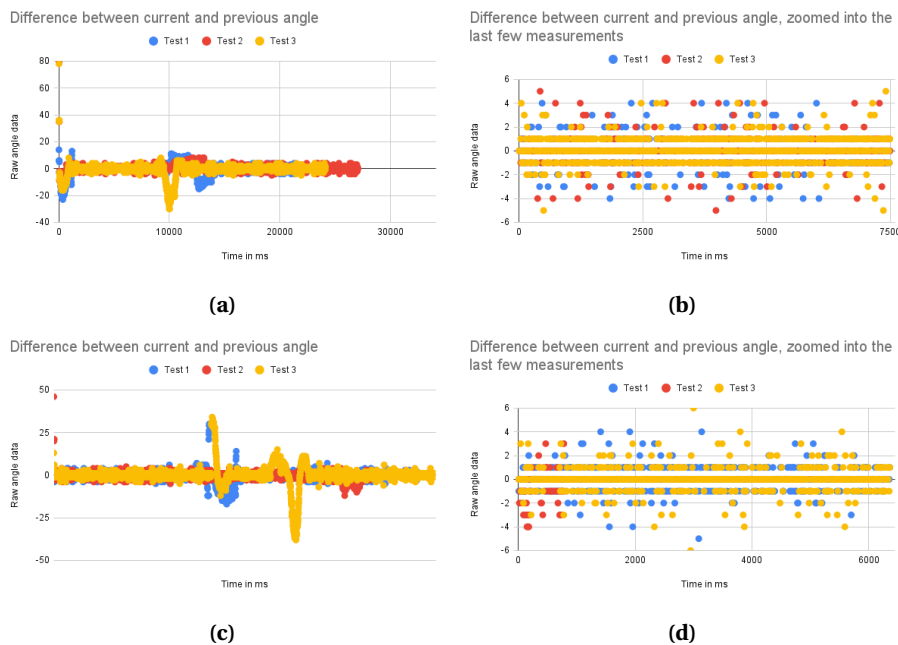 Difference between current and previous angle
Test 1 Test 2 Test 3
80
60
40
20
0
-20
-40
Raw angle data
0 10000 20000 30000
Time in ms
(a)
Difference between current and previous angle, zoomed into the
last few measurements
Test 1 Test 2 Test 3
6
4
2
0
-2
-4
-6
Raw angle data
0 2500 5000 7500
Time in ms
(b)
Difference between current and previous angle
Test 1 Test 2 Test 3
50
25
0
-25
-50
Raw angle data
Time in ms
(c)
Difference between current and previous angle, zoomed into the
last few measurements
Test 1 Test 2 Test 3
6
4
2
0
-2
-4
-6
Raw angle data
0 2000 4000 6000
Time in ms
(d)